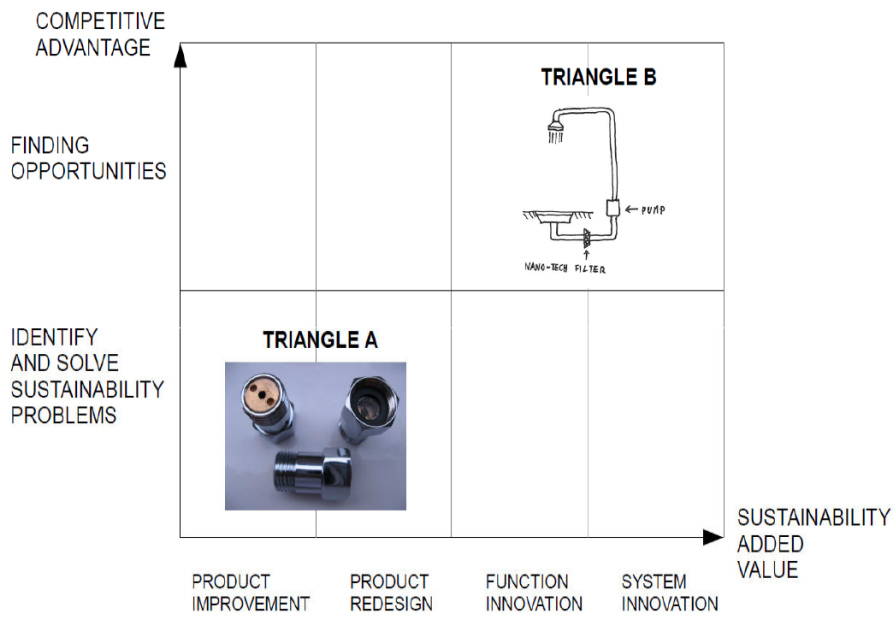 COMPETITIVE
ADVANTAGE
TRIANGLE B
FINDING
OPPORTUNITIES
← PUMP
NANO-TECH FILTER
IDENTIFY
AND SOLVE
SUSTAINABILITY
PROBLEMS
TRIANGLE A
SUSTAINABILITY
ADDED
VALUE
PRODUCT
IMPROVEMENT
PRODUCT
REDESIGN
FUNCTION
INNOVATION
SYSTEM
INNOVATION